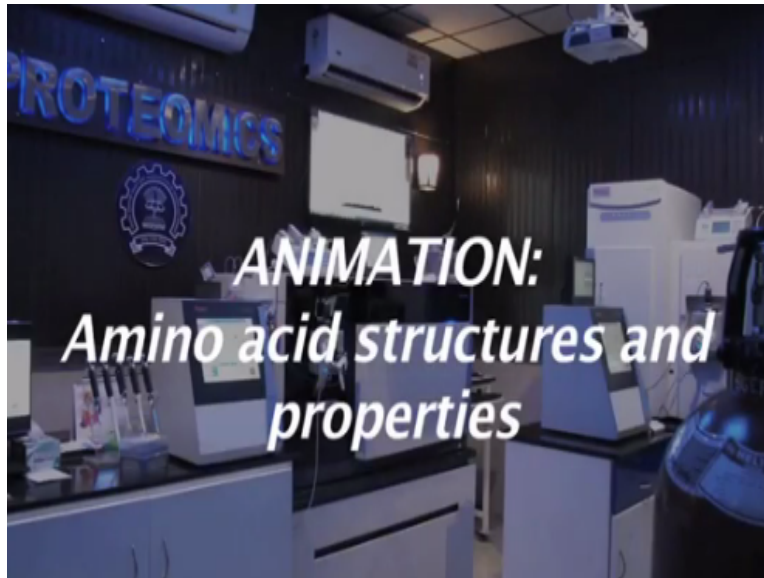 PROTEOMICS
ANIMATION:
Amino acid structures and
properties